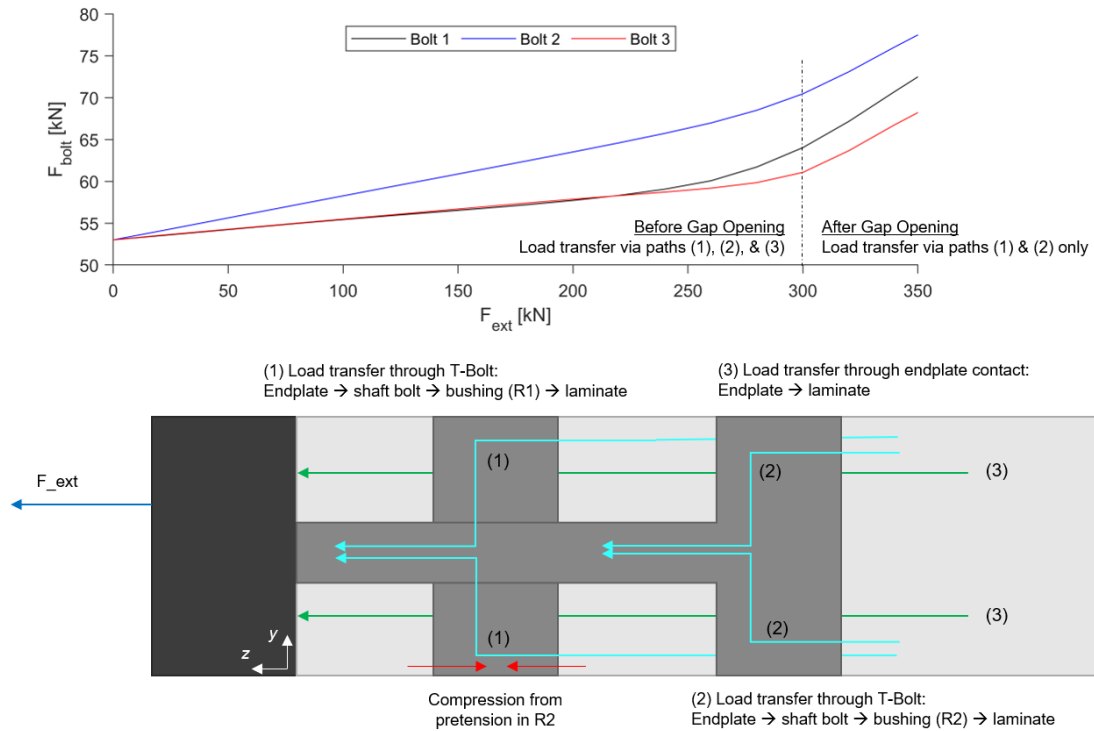 80
75
70
65
60
55
50
F_bolt [kN]
Bolt 1 Bolt 2 Bolt 3
Before Gap Opening
Load transfer via paths (1), (2), & (3)
After Gap Opening
Load transfer via paths (1) & (2) only
0 50 100 150 200 250 300 350
F_ext [kN]
(1) Load transfer through T-Bolt:
Endplate → shaft bolt → bushing (R1) → laminate
(3) Load transfer through endplate contact:
Endplate → laminate
F_ext
(1)
(2)
(3)
(1)
(2)
(3)
y
z
Compression from
pretension in R2
(2) Load transfer through T-Bolt:
Endplate → shaft bolt → bushing (R2) → laminate